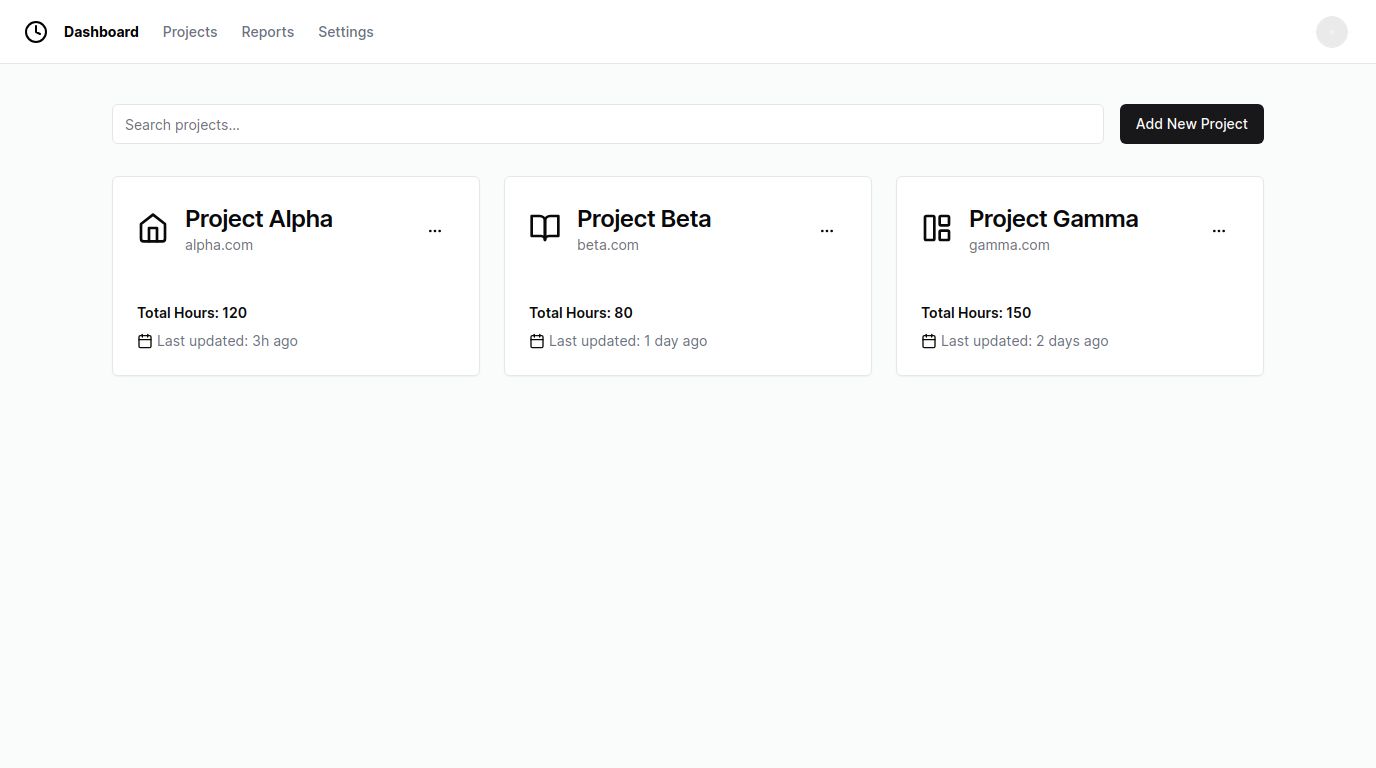 Dashboard Projects Reports Settings
Search projects...
Add New Project
Project Alpha
alpha.com
Total Hours: 120
Last updated: 3h ago
Project Beta
beta.com
Total Hours: 80
Last updated: 1 day ago
Project Gamma
gamma.com
Total Hours: 150
Last updated: 2 days ago